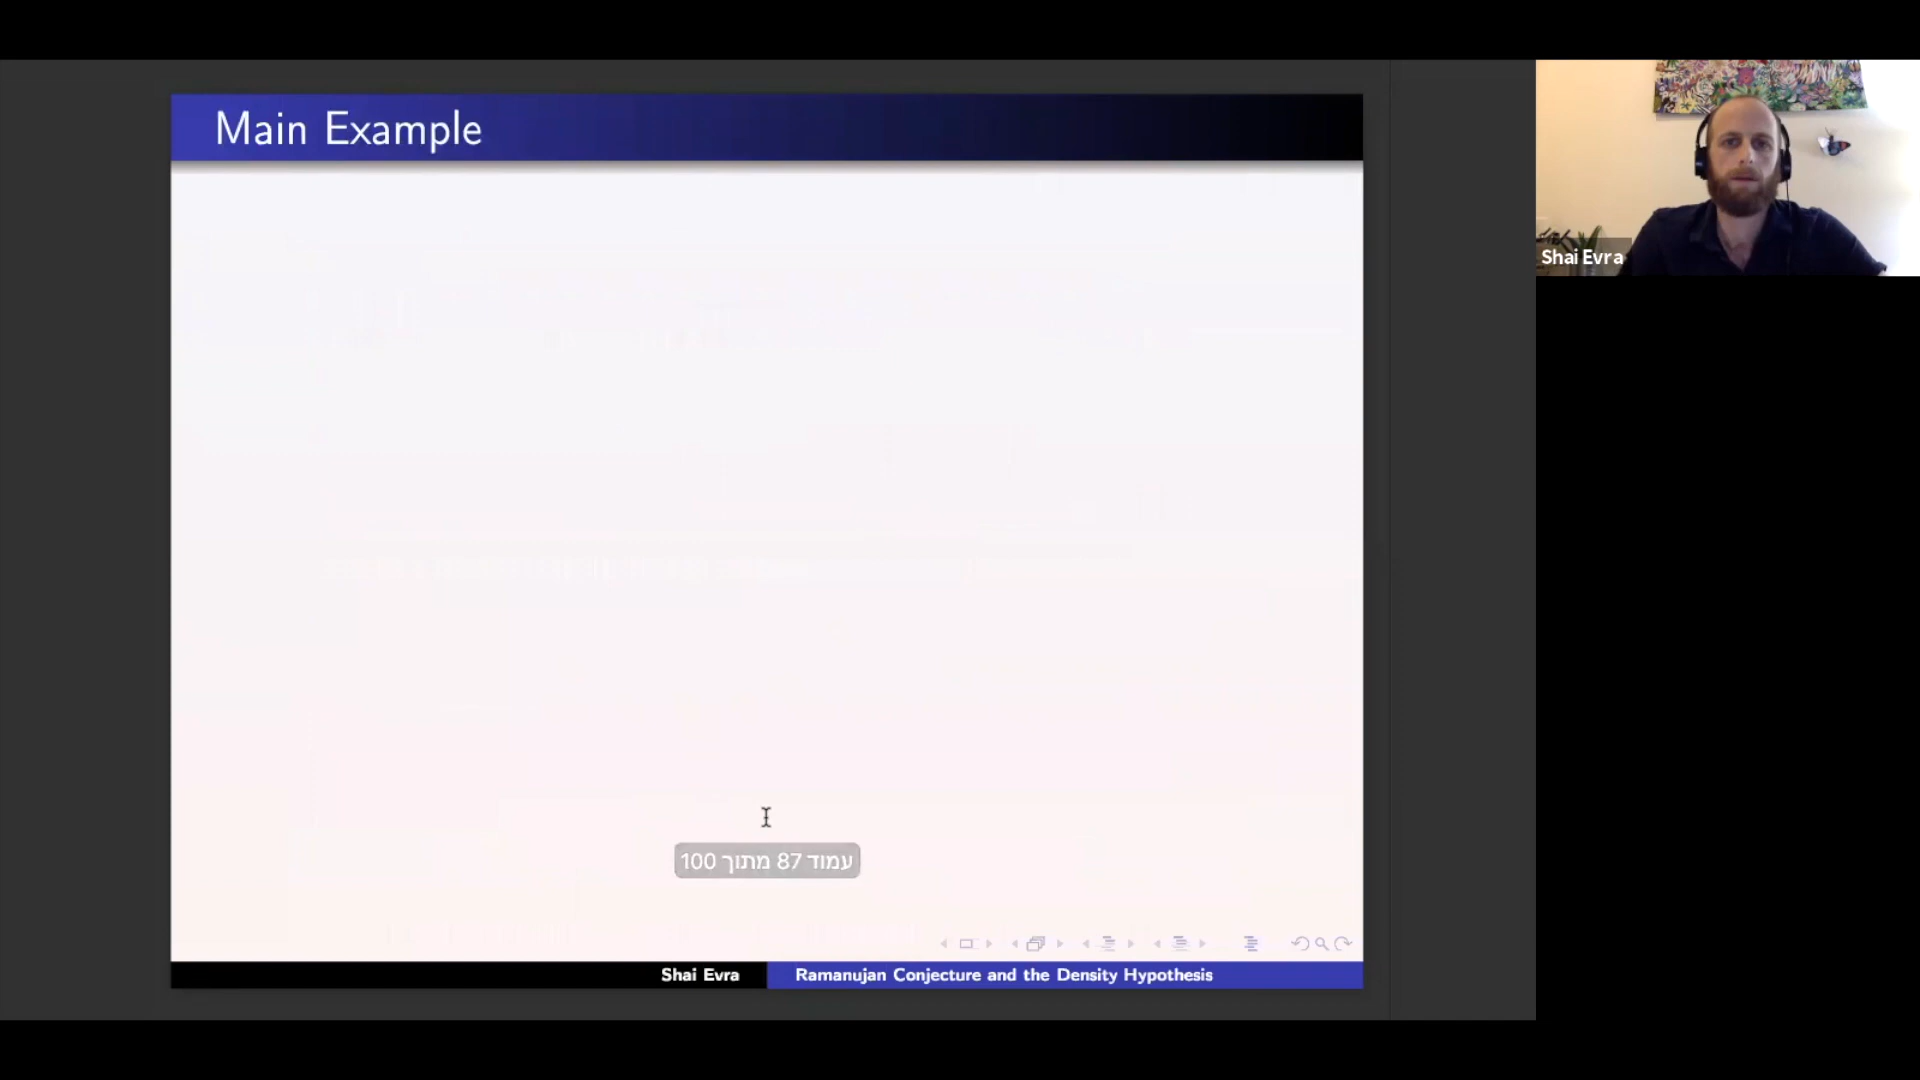 Main Example
Shai Evra
עמוד 87 מתוך 100
Shai Evra
Ramanujan Conjecture and the Density Hypothesis